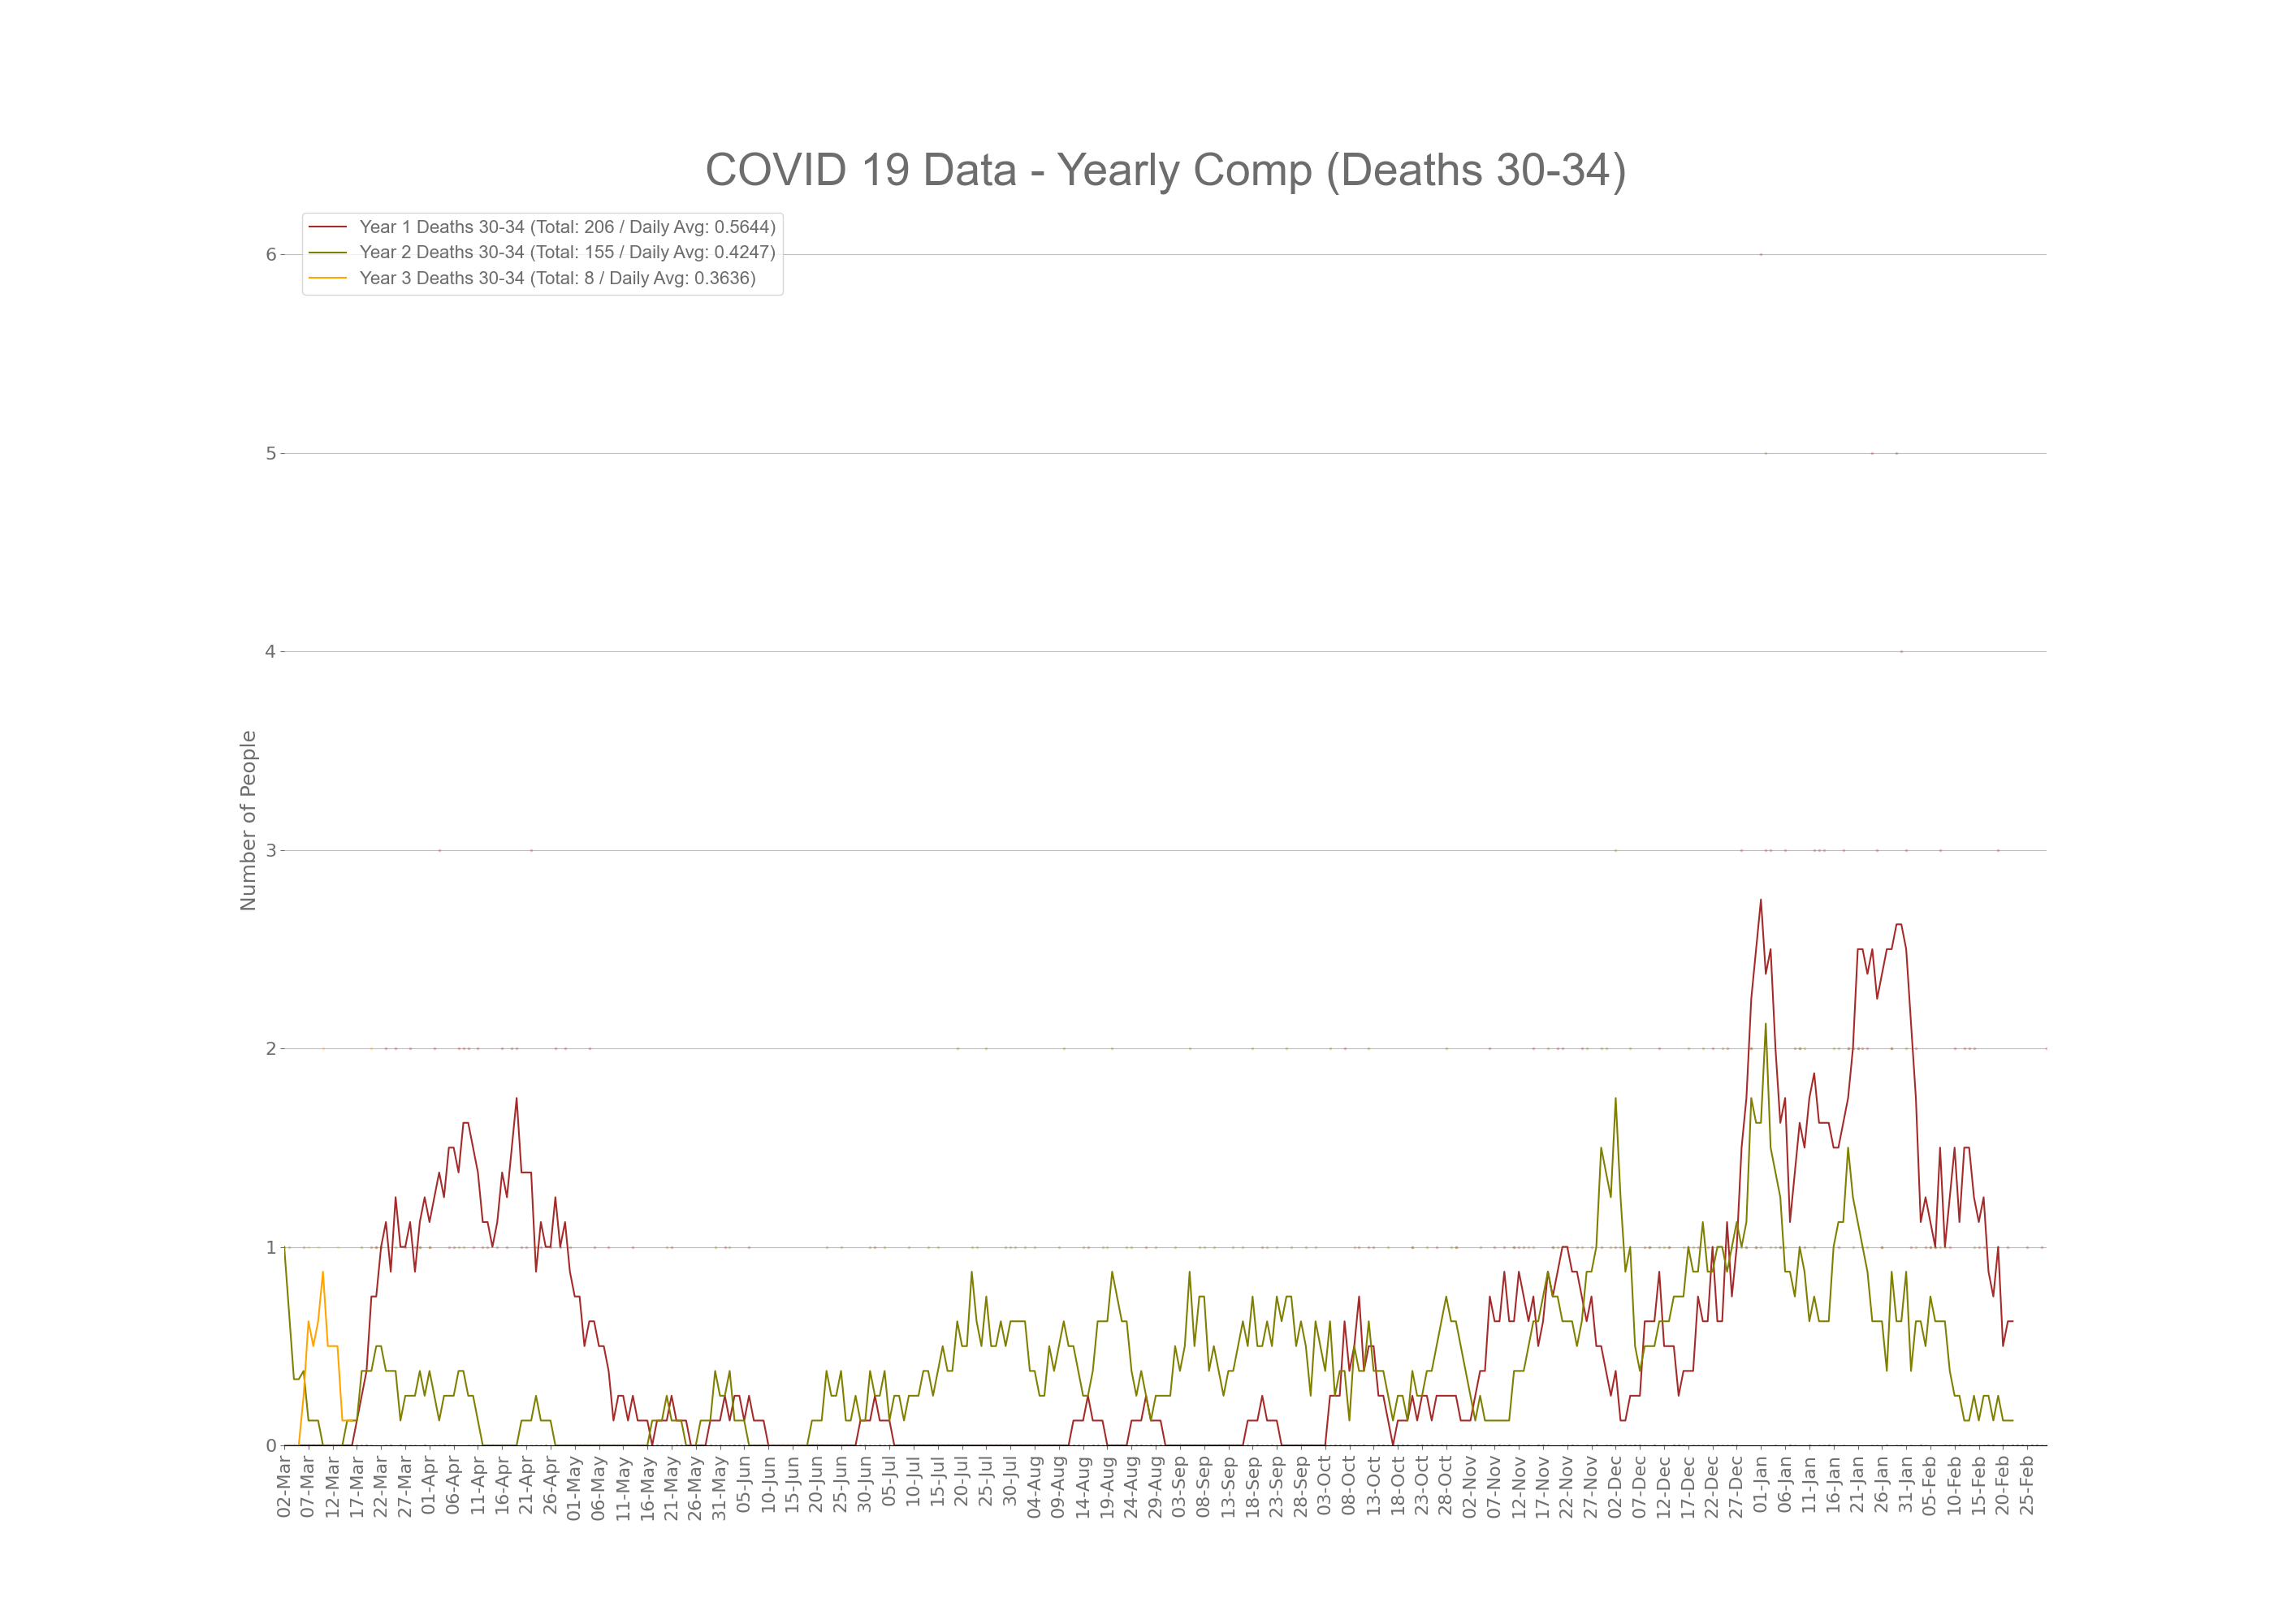 COVID 19 Data - Yearly Comp (Deaths 30-34)
Year 1 Deaths 30-34 (Total: 206 / Daily Avg: 0.5644)
Year 2 Deaths 30-34 (Total: 155 / Daily Avg: 0.4247)
Year 3 Deaths 30-34 (Total: 8 / Daily Avg: 0.3636)
6
5
4
3
2
1
0
Number of People
02-Mar
07-Mar
12-Mar
17-Mar
22-Mar
27-Mar
01-Apr
06-Apr
11-Apr
16-Apr
21-Apr
26-Apr
01-May
06-May
11-May
16-May
21-May
26-May
31-May
05-Jun
10-Jun
15-Jun
20-Jun
25-Jun
30-Jun
05-Jul
10-Jul
15-Jul
20-Jul
25-Jul
30-Jul
04-Aug
09-Aug
14-Aug
19-Aug
24-Aug
29-Aug
03-Sep
08-Sep
13-Sep
18-Sep
23-Sep
28-Sep
03-Oct
08-Oct
13-Oct
18-Oct
23-Oct
28-Oct
02-Nov
07-Nov
12-Nov
17-Nov
22-Nov
27-Nov
02-Dec
07-Dec
12-Dec
17-Dec
22-Dec
27-Dec
01-Jan
06-Jan
11-Jan
16-Jan
21-Jan
26-Jan
31-Jan
05-Feb
10-Feb
15-Feb
20-Feb
25-Feb